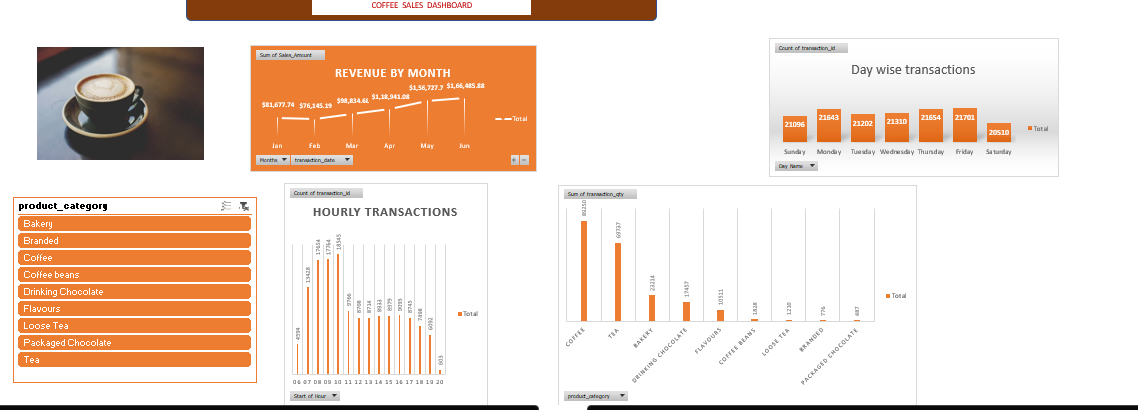 COFFEE SALES DASHBOARD
Sum of Sales_Amount
REVENUE BY MONTH
$81,677.74 $76,145.19 $98,834.68 $1,18,941.08 $1,56,727.7 $1,66,485.88
Total
Jan Feb Mar Apr May Jun
Months transaction_date
+ −
Count of transaction_id
Day wise transactions
21096 21643 21202 21310 21654 21701 20510
Total
Sunday Monday Tuesday Wednesday Thursday Friday Saturday
Day Name
product_category
Bakery
Branded
Coffee
Coffee beans
Drinking Chocolate
Flavours
Loose Tea
Packaged Chocolate
Tea
Count of transaction_id
HOURLY TRANSACTIONS
4594 13428 17654 17764 18545 9766 8708 8714 8933 8979 9093 8745 7498 6092 603
Total
06 07 08 09 10 11 12 13 14 15 16 17 18 19 20
Start of Hour
Sum of transaction_qty
89250 69737 23214 17457 10511 1828 1210 776 487
Total
COFFEE TEA BAKERY DRINKING CHOCOLATE FLAVOURS COFFEE BEANS LOOSE TEA BRANDED PACKAGED CHOCOLATE
product_category